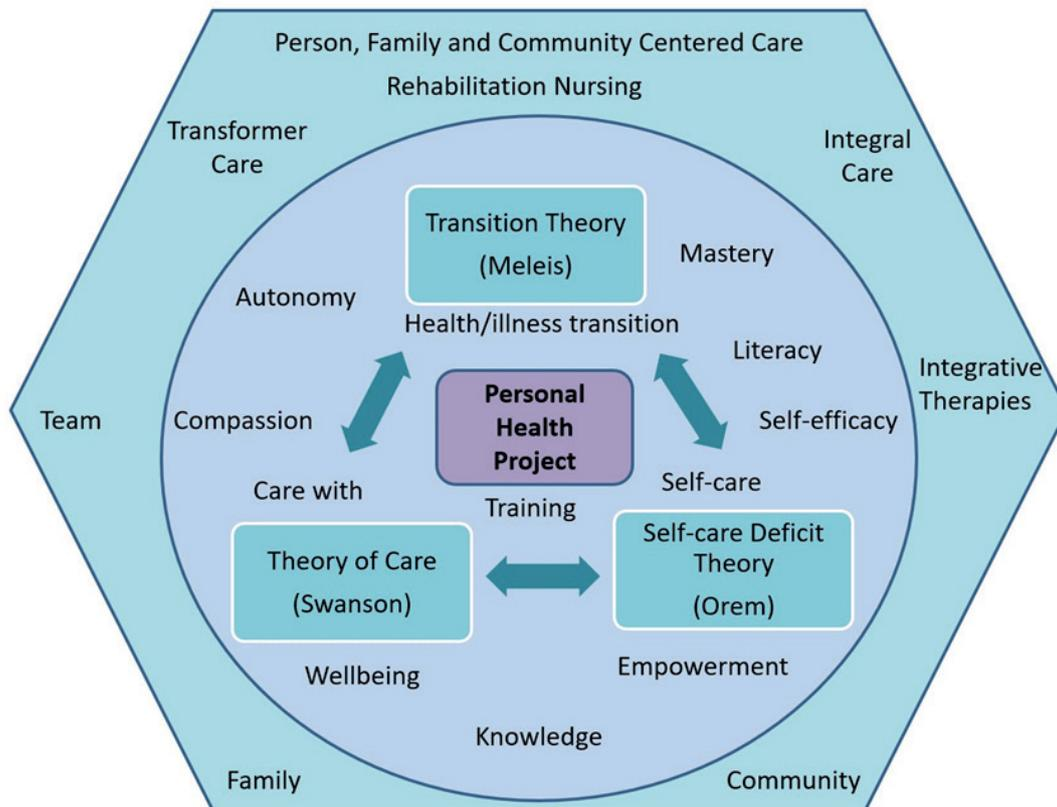 Person, Family and Community Centered Care
Rehabilitation Nursing
Transformer
Care
Integral
Care
Transition Theory
(Meleis)
Mastery
Autonomy
Health/illness transition
Literacy
Integrative
Therapies
Team
Compassion
Personal
Health
Project
Self-efficacy
Care with
Training
Self-care
Theory of Care
(Swanson)
Self-care Deficit
Theory
(Orem)
Wellbeing
Empowerment
Knowledge
Family
Community